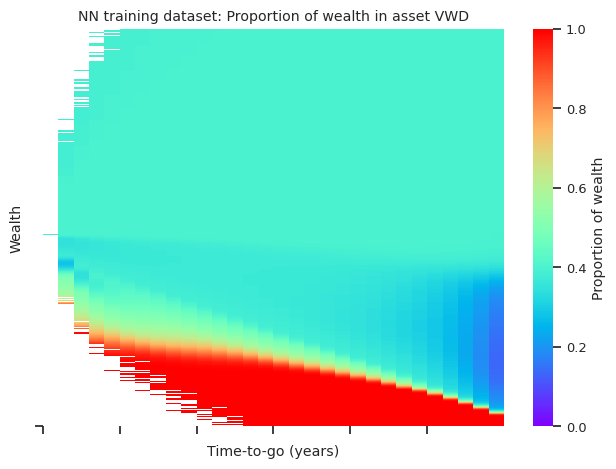 NN training dataset: Proportion of wealth in asset VWD
Wealth
Time-to-go (years)
1.0
0.8
0.6
0.4
0.2
0.0
Proportion of wealth